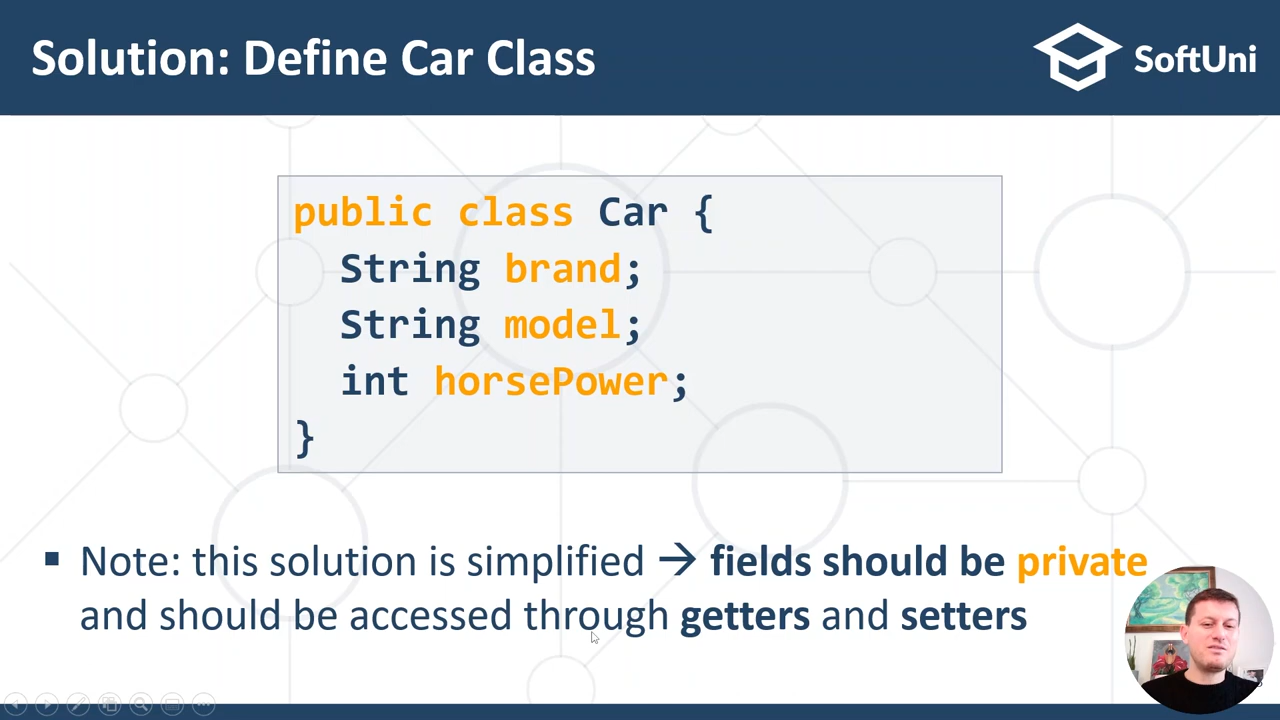 Solution: Define Car Class
SoftUni
public class Car {
String brand;
String model;
int horsePower;
}
▪ Note: this solution is simplified → fields should be private
and should be accessed through getters and setters